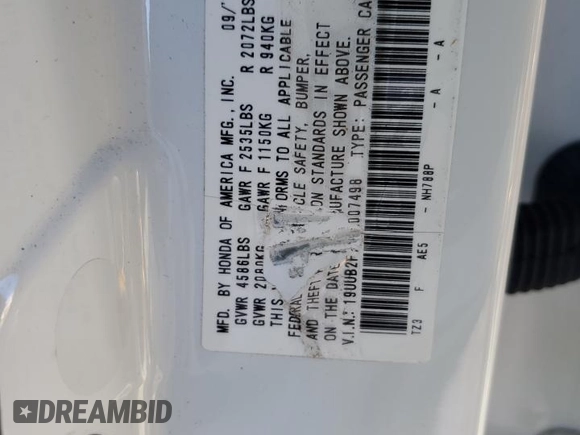 MFD. BY HONDA OF AMERICA MFG., INC. 09/
GVWR 4586LBS GAWR F 2535LBS R 2072LBS
GVWR 2080KG GAWR F 1150KG R 940KG
THIS ORMS TO ALL APPLICABLE
FEDERAL CLE SAFETY, BUMPER,
AND THEFT ON STANDARDS IN EFFECT
ON THE DATE UFACTURE SHOWN ABOVE.
V.I.N.: 19UUB2F 007498 TYPE: PASSENGER CA
TZ3 F AE5 - NH788P - A - A
DREAMBID